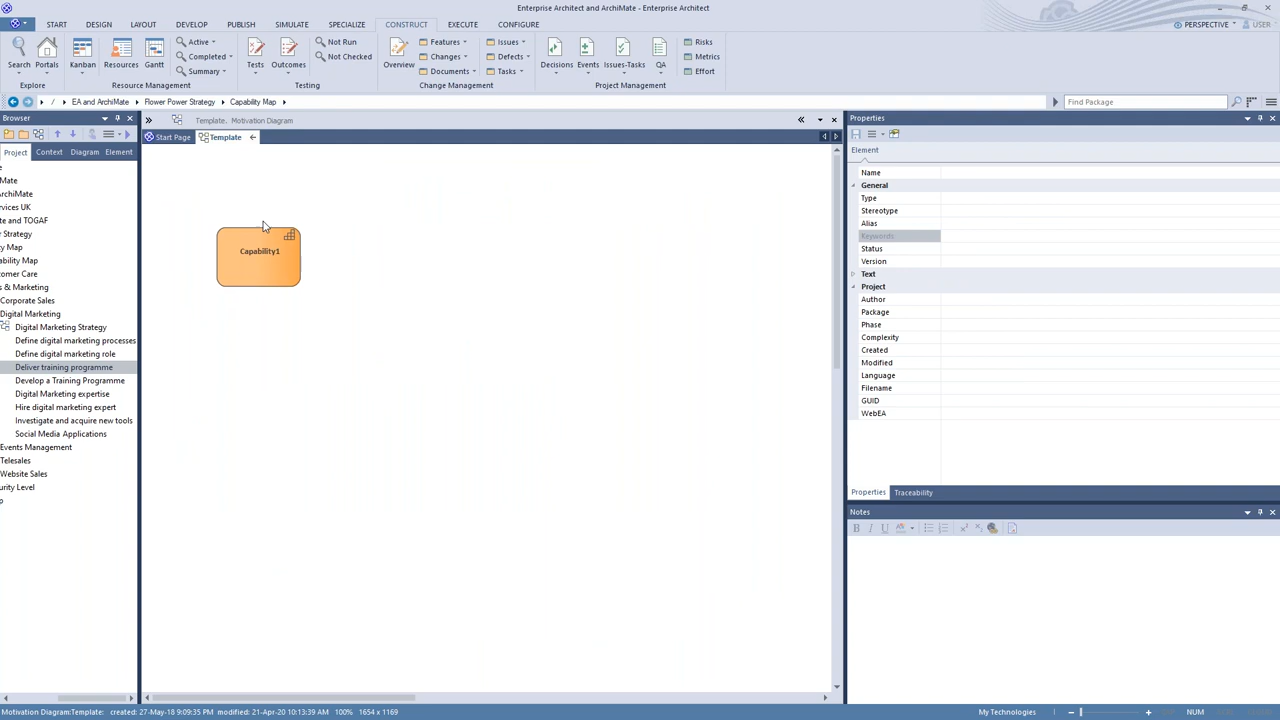 Enterprise Architect and ArchiMate - Enterprise Architect
START DESIGN LAYOUT DEVELOP PUBLISH SIMULATE SPECIALIZE CONSTRUCT EXECUTE CONFIGURE PERSPECTIVE USER
Search Portals Kanban Resources Gantt Active Completed Summary Tests Outcomes Not Run Not Checked Overview Features Changes Documents Issues Defects Tasks Decisions Events Issues-Tasks QA Risks Metrics Effort
Explore Resource Management Testing Change Management Project Management
/ EA and ArchiMate Flower Power Strategy Capability Map Find Package
Browser
Project Context Diagram Element
e
Mate
ArchiMate
rvices UK
te and TOGAF
r Strategy
y Map
ability Map
tomer Care
s & Marketing
Corporate Sales
Digital Marketing
Digital Marketing Strategy
Define digital marketing processes
Define digital marketing role
Deliver training programme
Develop a Training Programme
Digital Marketing expertise
Hire digital marketing expert
Investigate and acquire new tools
Social Media Applications
Events Management
Telesales
Website Sales
urity Level
p
Template. Motivation Diagram
Start Page Template
Capability1
Properties
Element
Name
General
Type
Stereotype
Alias
Keywords
Status
Version
Text
Project
Author
Package
Phase
Complexity
Created
Modified
Language
Filename
GUID
WebEA
Properties Traceability
Notes
B I U
Motivation Diagram:Template: created: 27-May-18 9:09:35 PM modified: 21-Apr-20 10:13:39 AM 100% 1654 x 1169 My Technologies NUM